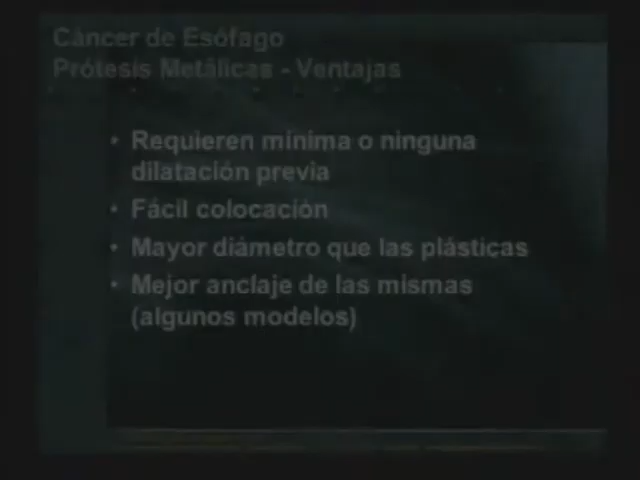 Cáncer de Esófago
Prótesis Metálicas - Ventajas
• Requieren mínima o ninguna
dilatación previa
• Fácil colocación
• Mayor diámetro que las plásticas
• Mejor anclaje de las mismas
(algunos modelos)